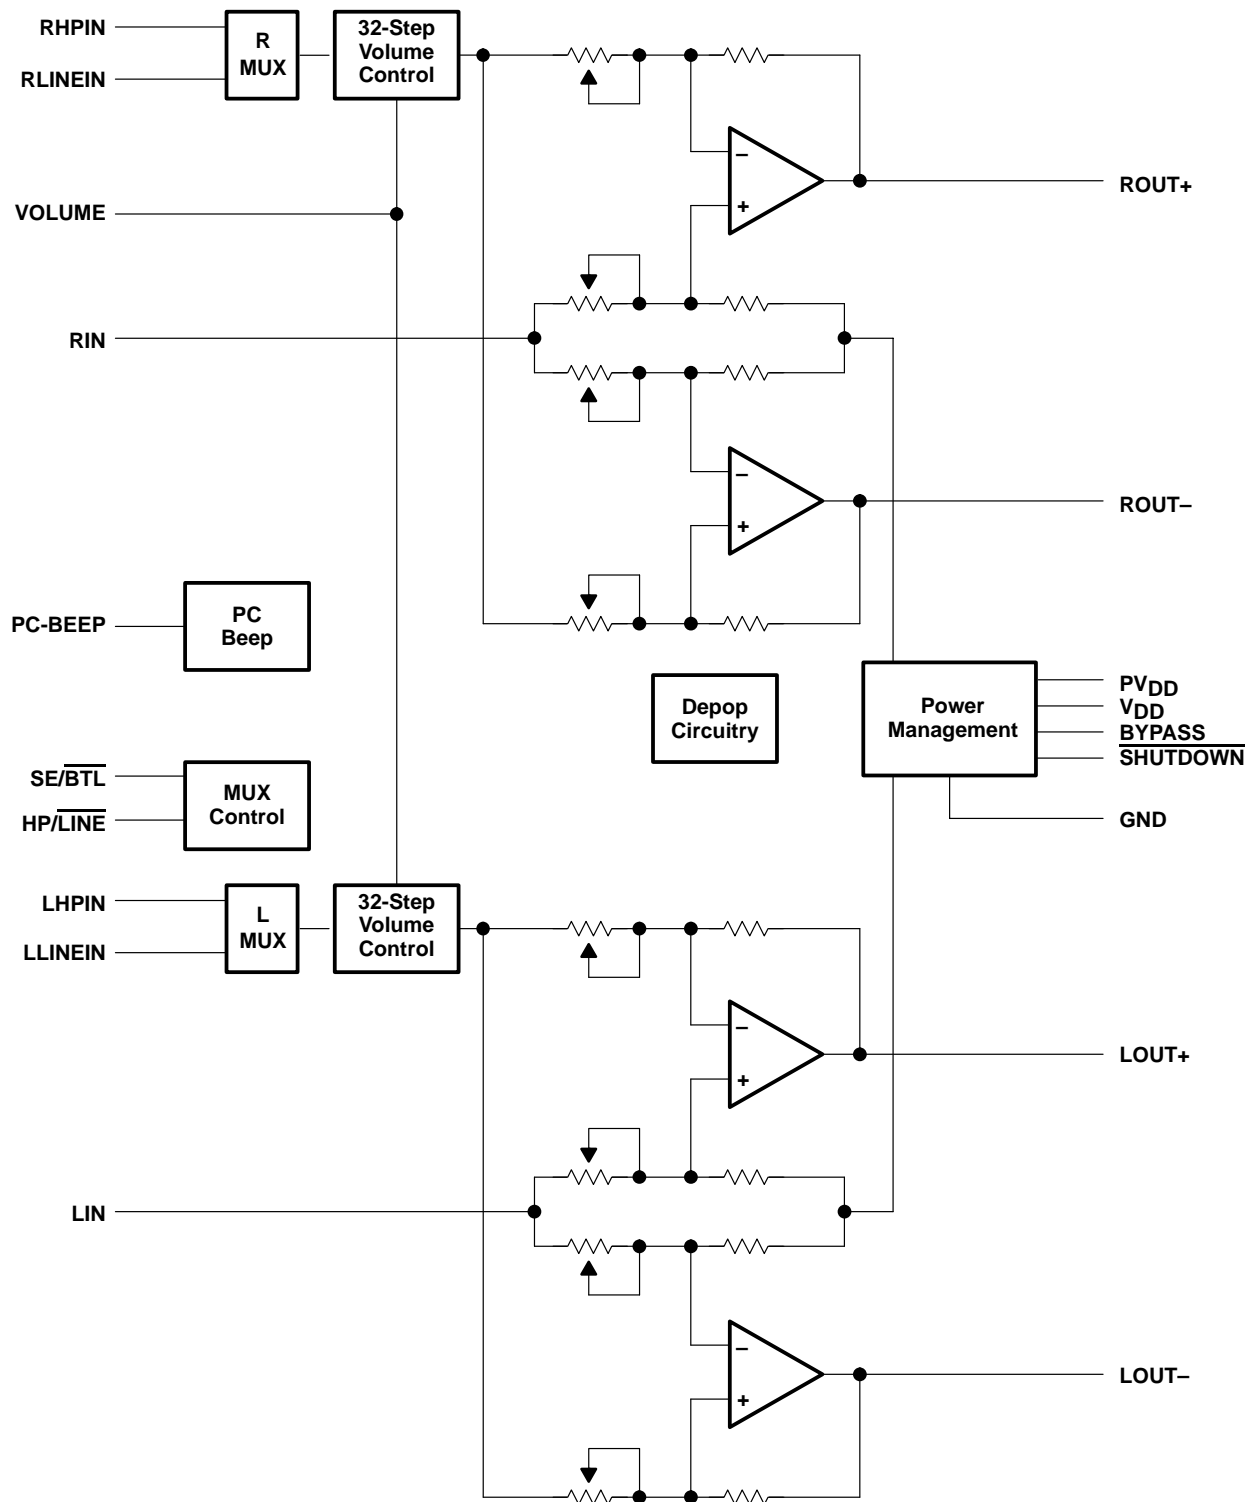 RHPIN
RLINEIN
R
MUX
32-Step
Volume
Control
−
+
ROUT+
VOLUME
RIN
−
+
ROUT–
PC-BEEP
PC
Beep
Depop
Circuitry
Power
Management
PVDD
VDD
BYPASS
SHUTDOWN
GND
SE/BTL
HP/LINE
MUX
Control
LHPIN
LLINEIN
L
MUX
32-Step
Volume
Control
−
+
LOUT+
LIN
−
+
LOUT–